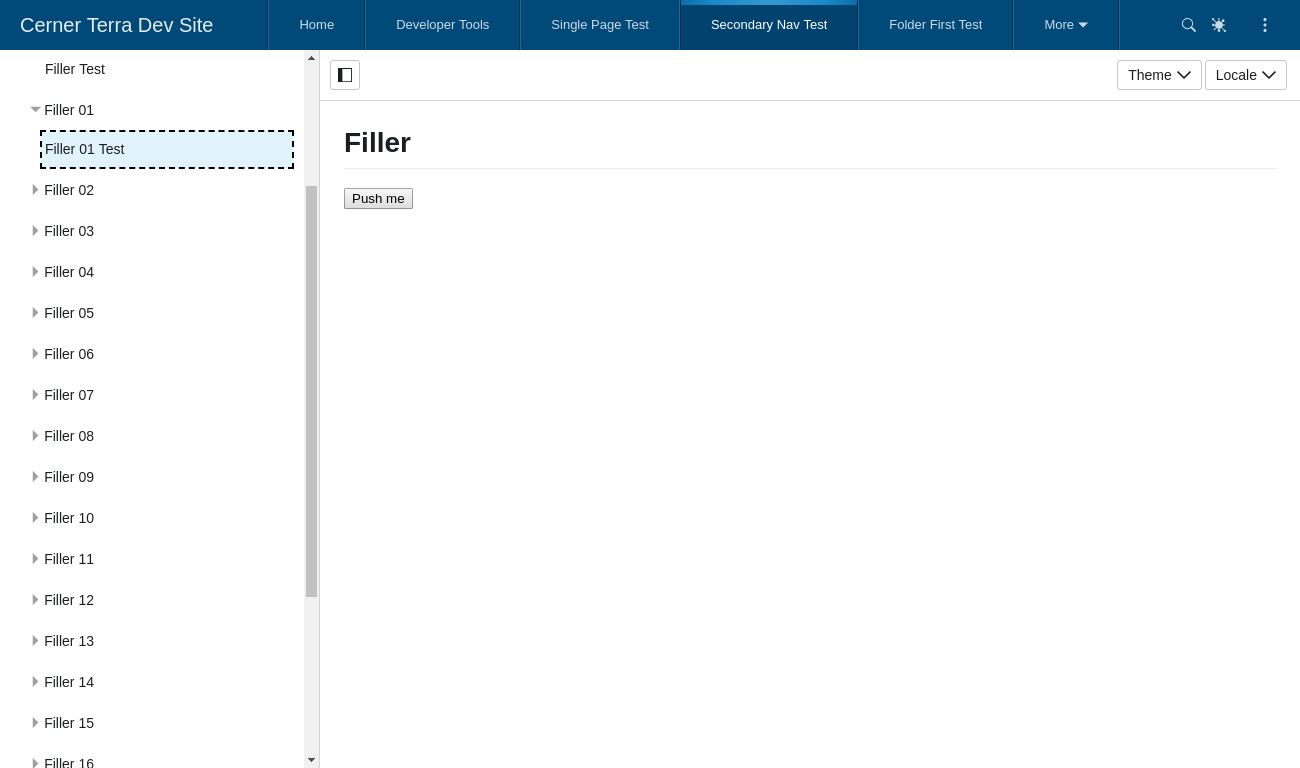 Cerner Terra Dev Site
Home
Developer Tools
Single Page Test
Secondary Nav Test
Folder First Test
More
Filler Test
Filler 01
Filler 01 Test
Filler 02
Filler 03
Filler 04
Filler 05
Filler 06
Filler 07
Filler 08
Filler 09
Filler 10
Filler 11
Filler 12
Filler 13
Filler 14
Filler 15
Filler 16
Theme
Locale
Filler
Push me